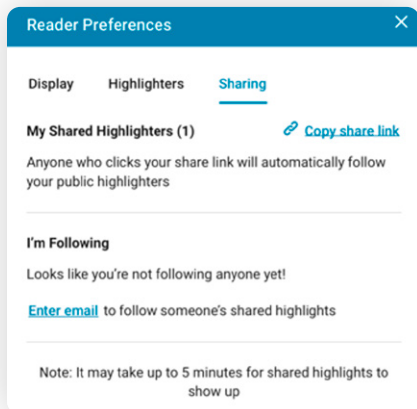 Reader Preferences
Display Highlighters Sharing
My Shared Highlighters (1) Copy share link
Anyone who clicks your share link will automatically follow
your public highlighters
I'm Following
Looks like you're not following anyone yet!
Enter email to follow someone's shared highlights
Note: It may take up to 5 minutes for shared highlights to
show up